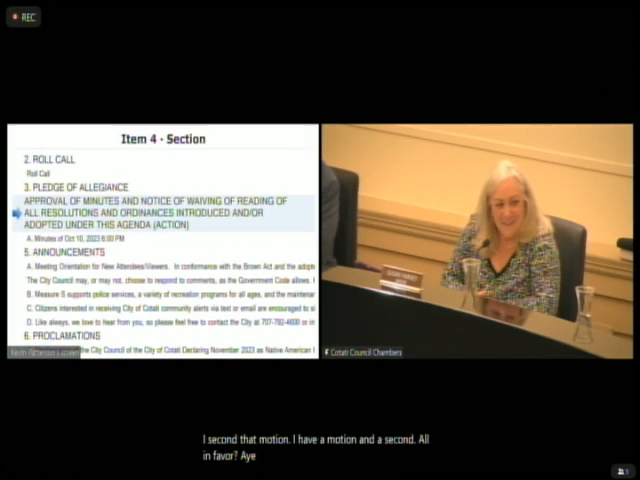 REC
Item 4 - Section
2. ROLL CALL
Roll Call
3. PLEDGE OF ALLEGIANCE
APPROVAL OF MINUTES AND NOTICE OF WAIVING OF READING OF
ALL RESOLUTIONS AND ORDINANCES INTRODUCED AND/OR
ADOPTED UNDER THIS AGENDA (ACTION)
A. Minutes of Oct 10, 2023 6:00 PM
5. ANNOUNCEMENTS
A. Meeting Orientation for New Attendees/Viewers. In conformance with the Brown Act and the adopt
The City Council may, or may not, choose to respond to comments, as the Government Code allows.
B. Measure S supports police services, a variety of recreation programs for all ages, and the maintenar
C. Citizens interested in receiving City of Cotati community alerts via text or email are encouraged to si
D. Like always, we love to hear from you, so please feel free to contact the City at 707-792-4600 or in
6. PROCLAMATIONS
the City Council of the City of Cotati Declaring November 2023 as Native American
Cotati Council Chambers
I second that motion. I have a motion and a second. All
in favor? Aye